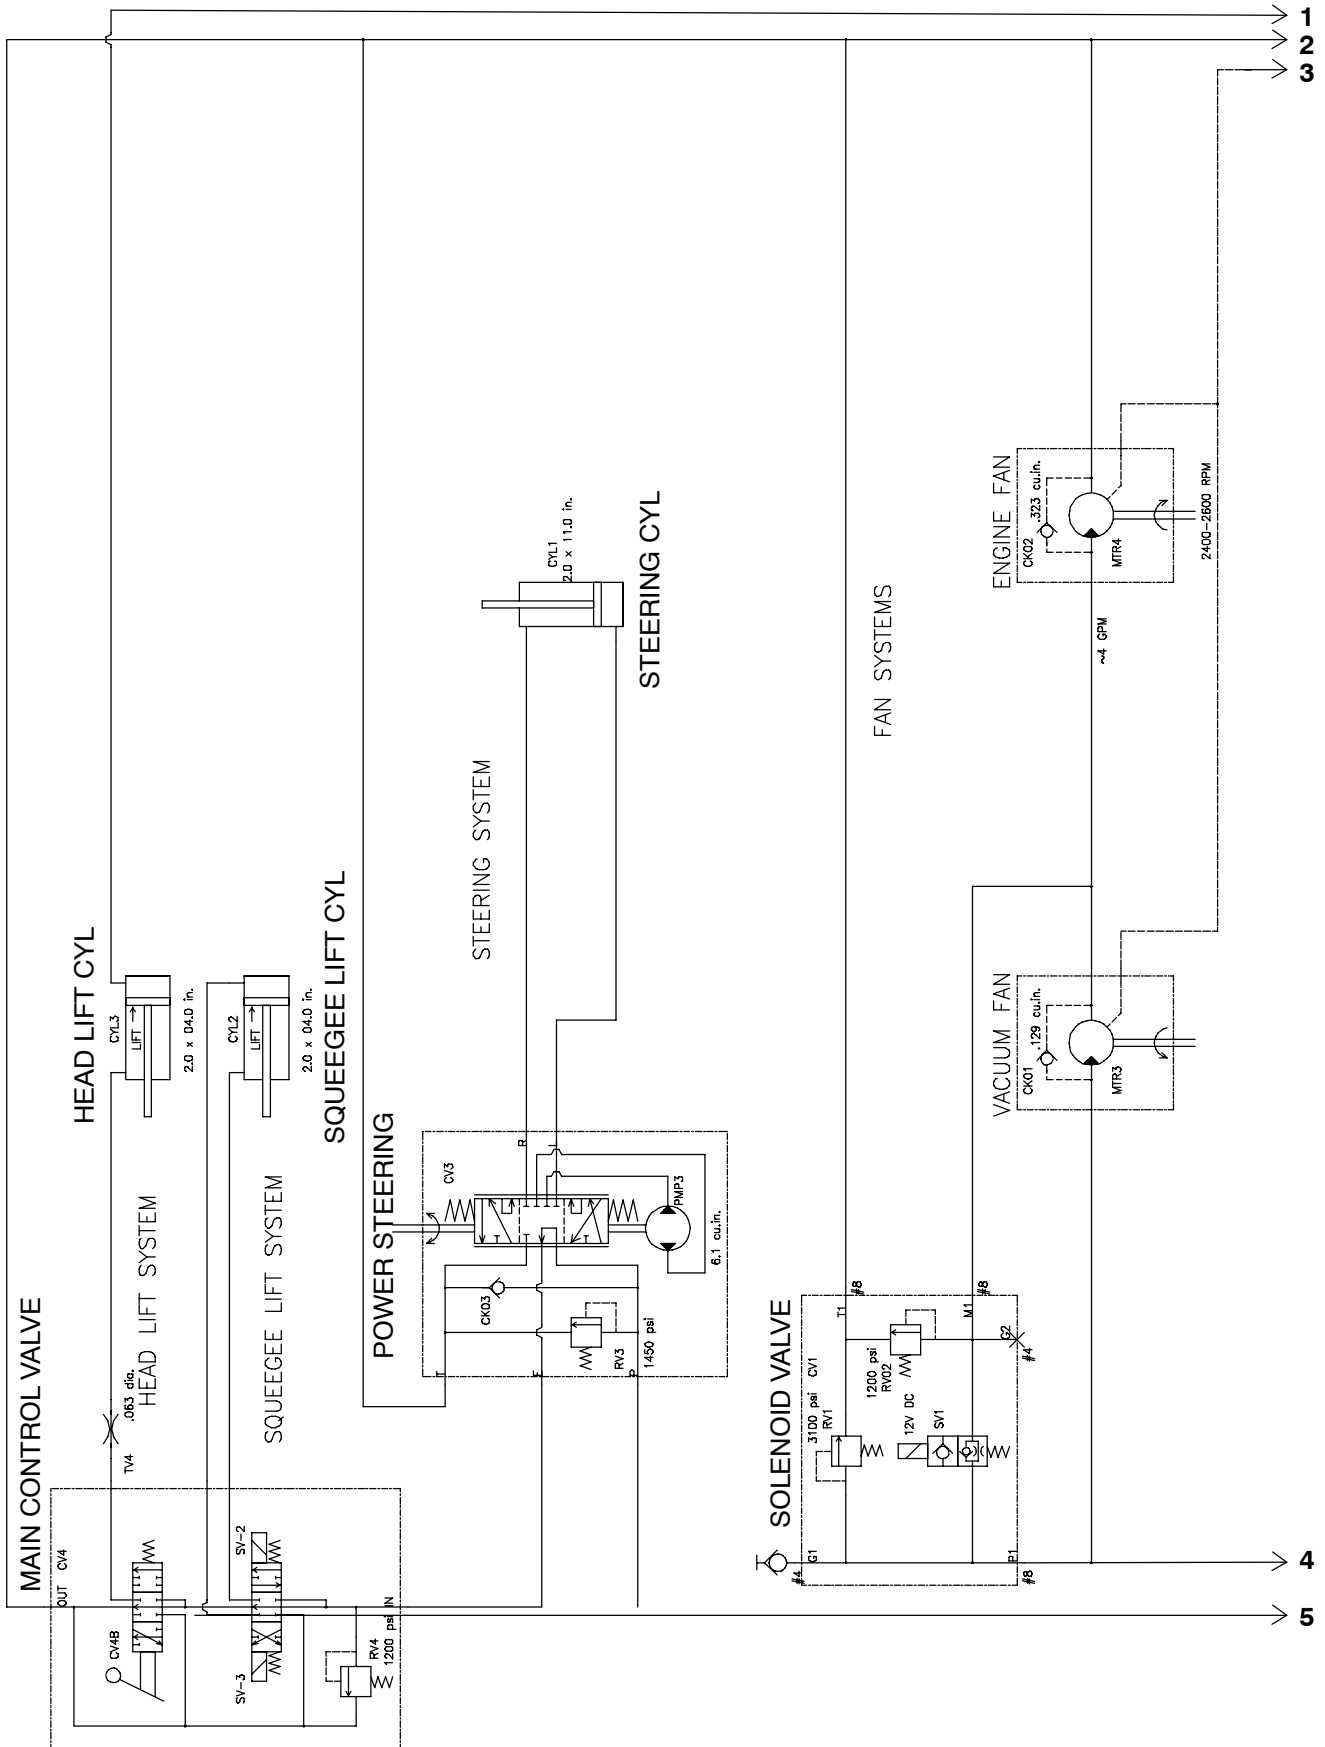 1
2
3
HEAD LIFT CYL
CYL3
LIFT
2.0 x 04.0 in.
CYL2
LIFT
2.0 x 04.0 in.
SQUEEGEE LIFT CYL
MAIN CONTROL VALVE
TV4
.063 dia.
HEAD LIFT SYSTEM
SQUEEGEE LIFT SYSTEM
OUT
CV4
CV4B
SV-2
SV-3
RV4
1200 psi
IN
STEERING SYSTEM
CYL1
2.0 x 11.0 in.
STEERING CYL
POWER STEERING
CV3
R
L
PMP3
6.1 cu.in.
CK03
RV3
1450 psi
T
E
P
FAN SYSTEMS
ENGINE FAN
CK02
.323 cu.in.
MTR4
2400-2600 RPM
~4 GPM
VACUUM FAN
CK01
.129 cu.in.
MTR3
SOLENOID VALVE
T1
#8
M1
#8
G2
#4
1200 psi
RV02
3100 psi
RV1
CV1
12V DC
SV1
G1
#4
P1
#8
4
5